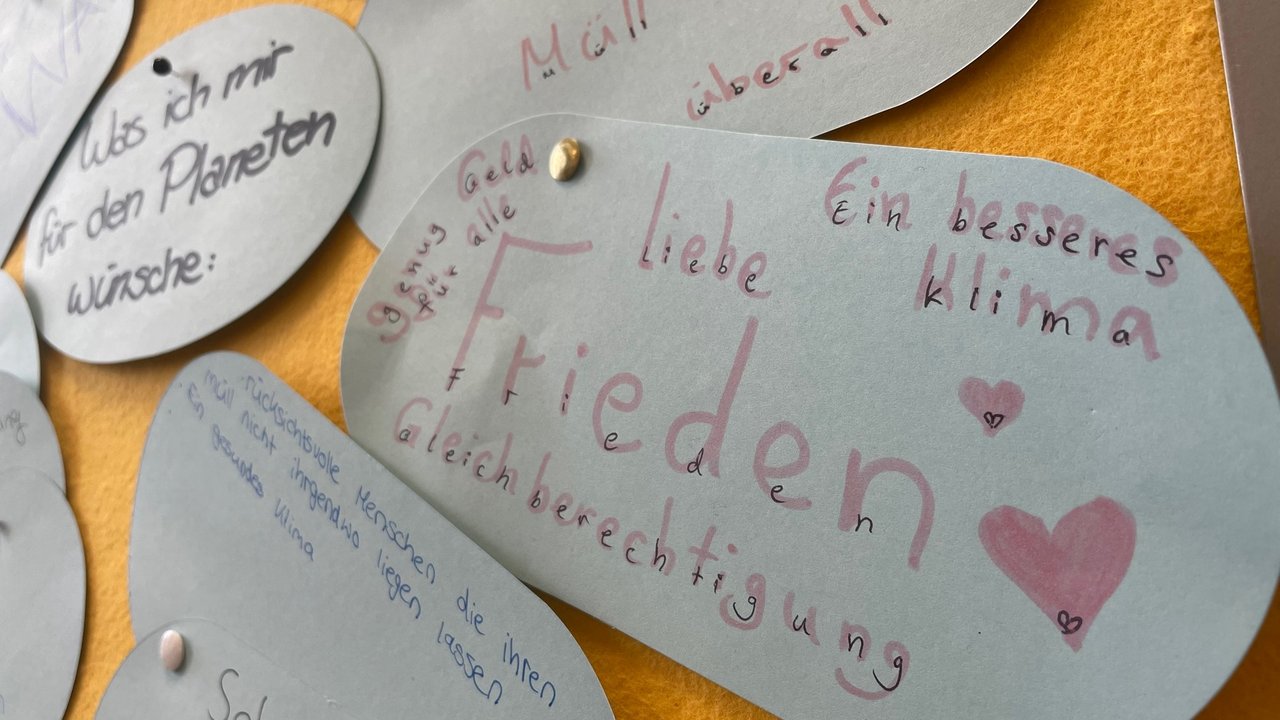 Was ich mir
für den Planeten
wünsche:
Müll
überall
Geld
genug
für alle
liebe
Ein besseres
klima
Frieden
Gleichberechtigung
rücksichtsvolle Menschen die ihren
müll nicht ihrgendwo liegen lassen
Ein gesundes klima